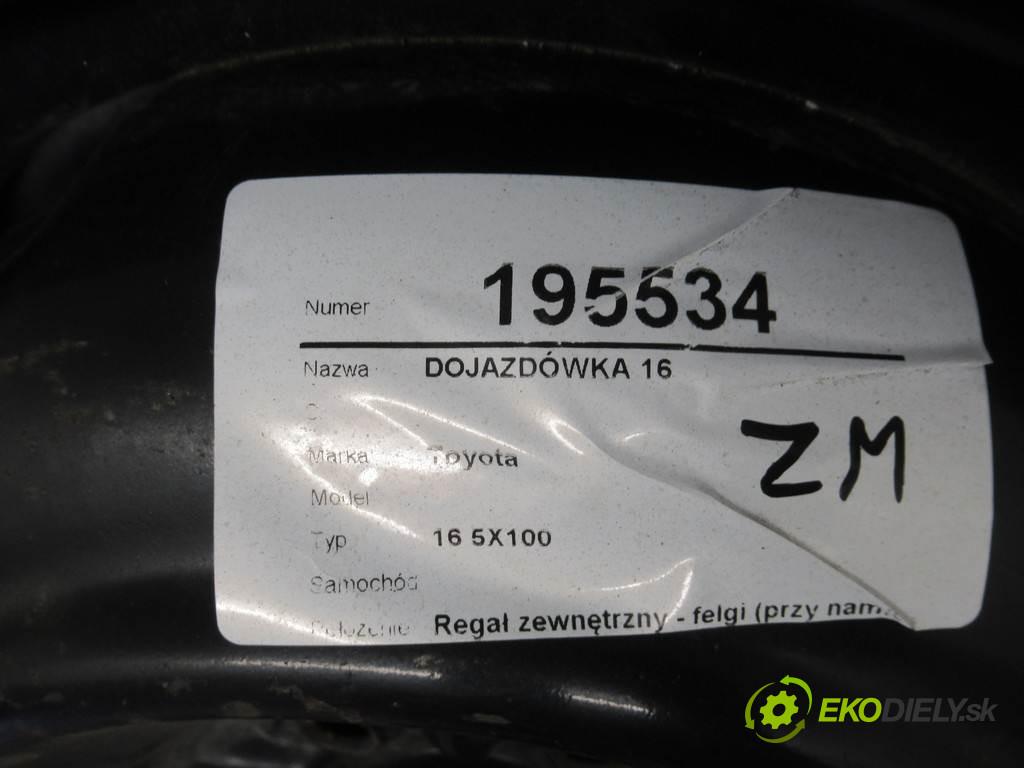 Numer 195534
Nazwa DOJAZDÓWKA 16
Marka Toyota
ZM
Model
Typ 16 5X100
Samochód
Położenie Regał zewnętrzny - felgi (przy
EKODIELY.sk